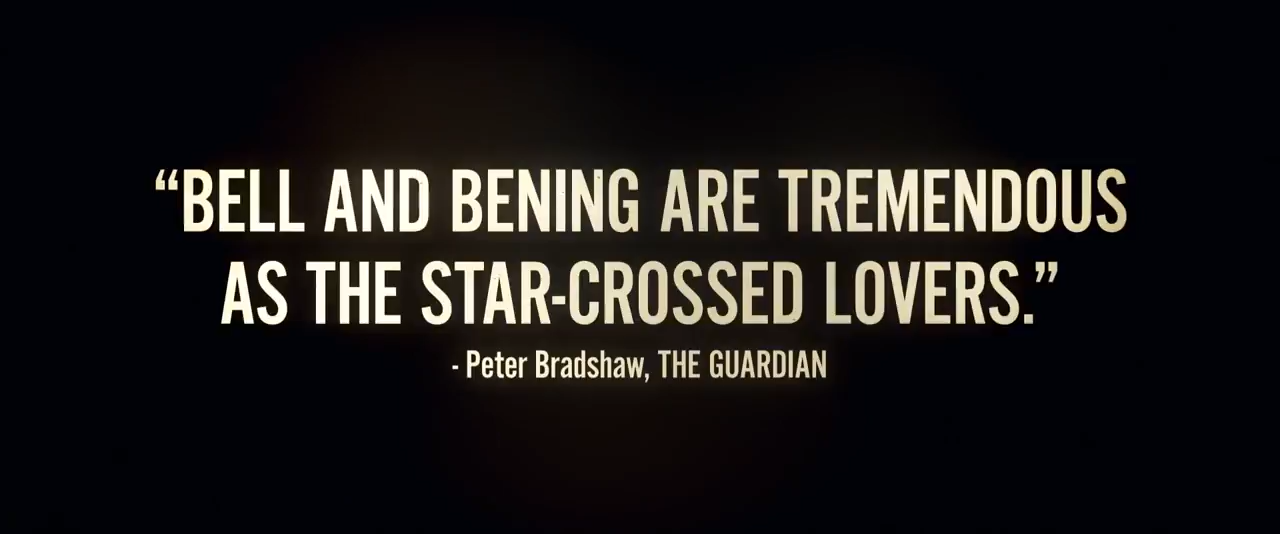 “BELL AND BENING ARE TREMENDOUS
AS THE STAR-CROSSED LOVERS.”
- Peter Bradshaw, THE GUARDIAN